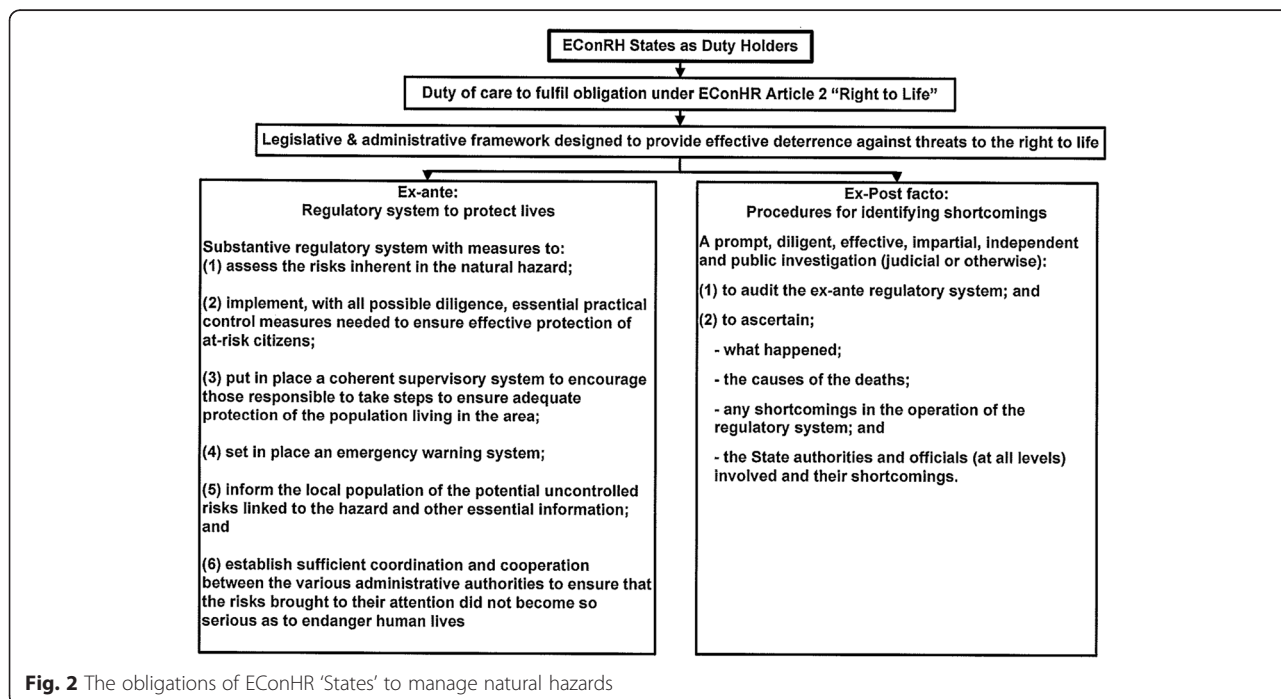 EConRH States as Duty Holders
Duty of care to fulfil obligation under EConHR Article 2 “Right to Life”
Legislative & administrative framework designed to provide effective deterrence against threats to the right to life
Ex-ante:
Regulatory system to protect lives
Substantive regulatory system with measures to:
(1) assess the risks inherent in the natural hazard;
(2) implement, with all possible diligence, essential practical
control measures needed to ensure effective protection of
at-risk citizens;
(3) put in place a coherent supervisory system to encourage
those responsible to take steps to ensure adequate
protection of the population living in the area;
(4) set in place an emergency warning system;
(5) inform the local population of the potential uncontrolled
risks linked to the hazard and other essential information;
and
(6) establish sufficient coordination and cooperation
between the various administrative authorities to ensure that
the risks brought to their attention did not become so
serious as to endanger human lives
Ex-Post facto:
Procedures for identifying shortcomings
A prompt, diligent, effective, impartial, independent
and public investigation (judicial or otherwise):
(1) to audit the ex-ante regulatory system; and
(2) to ascertain;
- what happened;
- the causes of the deaths;
- any shortcomings in the operation of the
regulatory system; and
- the State authorities and officials (at all levels)
involved and their shortcomings.
Fig. 2 The obligations of EConHR ‘States’ to manage natural hazards